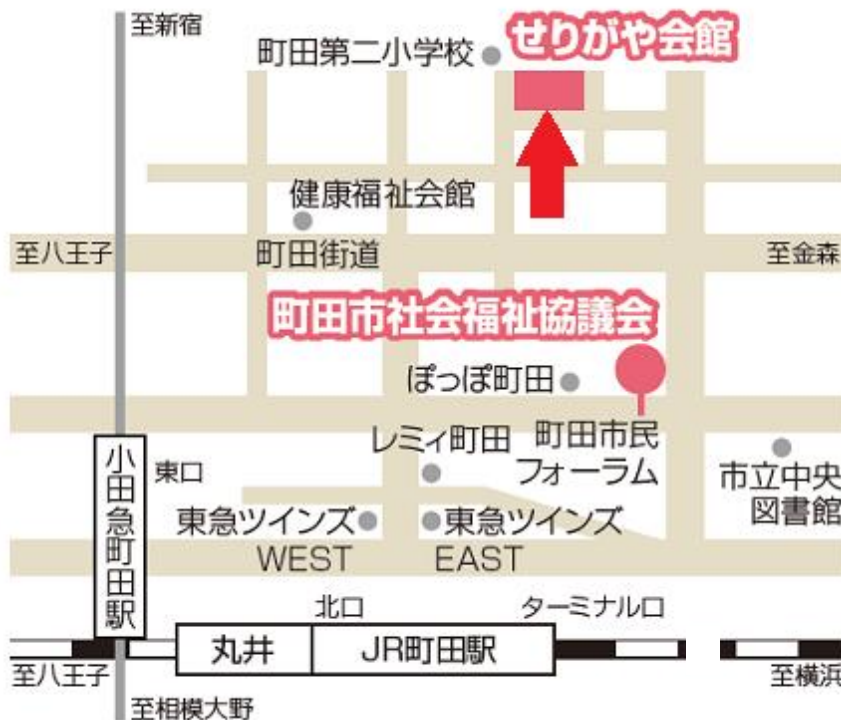 至新宿
町田第二小学校
せりがや会館
健康福祉会館
至八王子
町田街道
至金森
町田市社会福祉協議会
ぽっぽ町田
レミィ町田
町田市民
フォーラム
小田急町田駅
東口
市立中央
図書館
東急ツインズ
WEST
東急ツインズ
EAST
北口
ターミナル口
丸井
JR町田駅
至八王子
至横浜
至相模大野